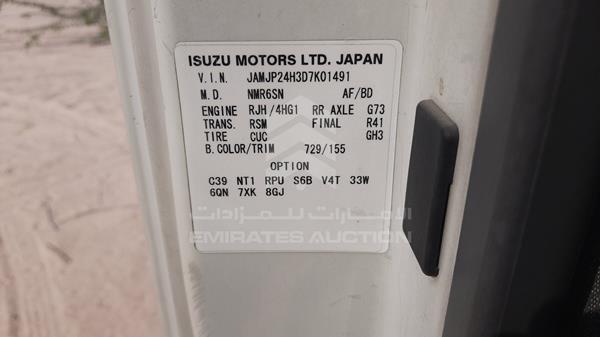 ISUZU MOTORS LTD. JAPAN
V.I.N. JAMJP24H3D7K01491
M.D. NMR6SN AF/BD
ENGINE RJH/4HG1 RR AXLE G73
TRANS. RSM FINAL R41
TIRE CUC GH3
B.COLOR/TRIM 729/155
OPTION
C39 NT1 RPU S6B V4T 33W
6QN 7XK 8GJ
الإمارات للمزادات
EMIRATES AUCTION